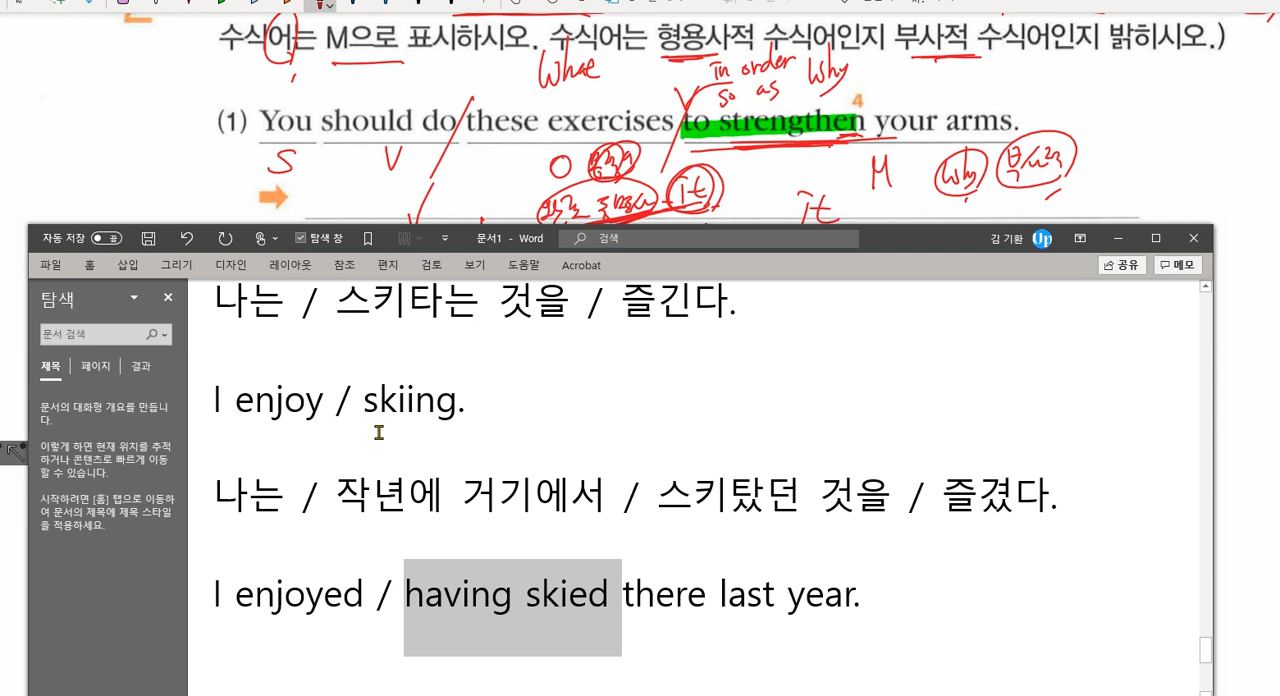 수식어는 M으로 표시하시오. 수식어는 형용사적 수식어인지 부사적 수식어인지 밝히시오.)
What
in order
so as
Why
4
(1) You should do these exercises to strengthen your arms.
S V O M Why
it
it
자동 저장 문서1 - Word 검색 김 기환 Up
파일 홈 삽입 그리기 디자인 레이아웃 참조 편지 검토 보기 도움말 Acrobat 공유 메모
탐색
문서 검색
제목 페이지 결과
문서의 대화형 개요를 만듭니
다.
이렇게 하면 현재 위치를 추적
하거나 콘텐츠로 빠르게 이동
할 수 있습니다.
시작하려면 [홈] 탭으로 이동하
여 문서의 제목에 제목 스타일
을 적용하세요.
나는 / 스키타는 것을 / 즐긴다.
I enjoy / skiing.
나는 / 작년에 거기에서 / 스키탔던 것을 / 즐겼다.
I enjoyed / having skied there last year.